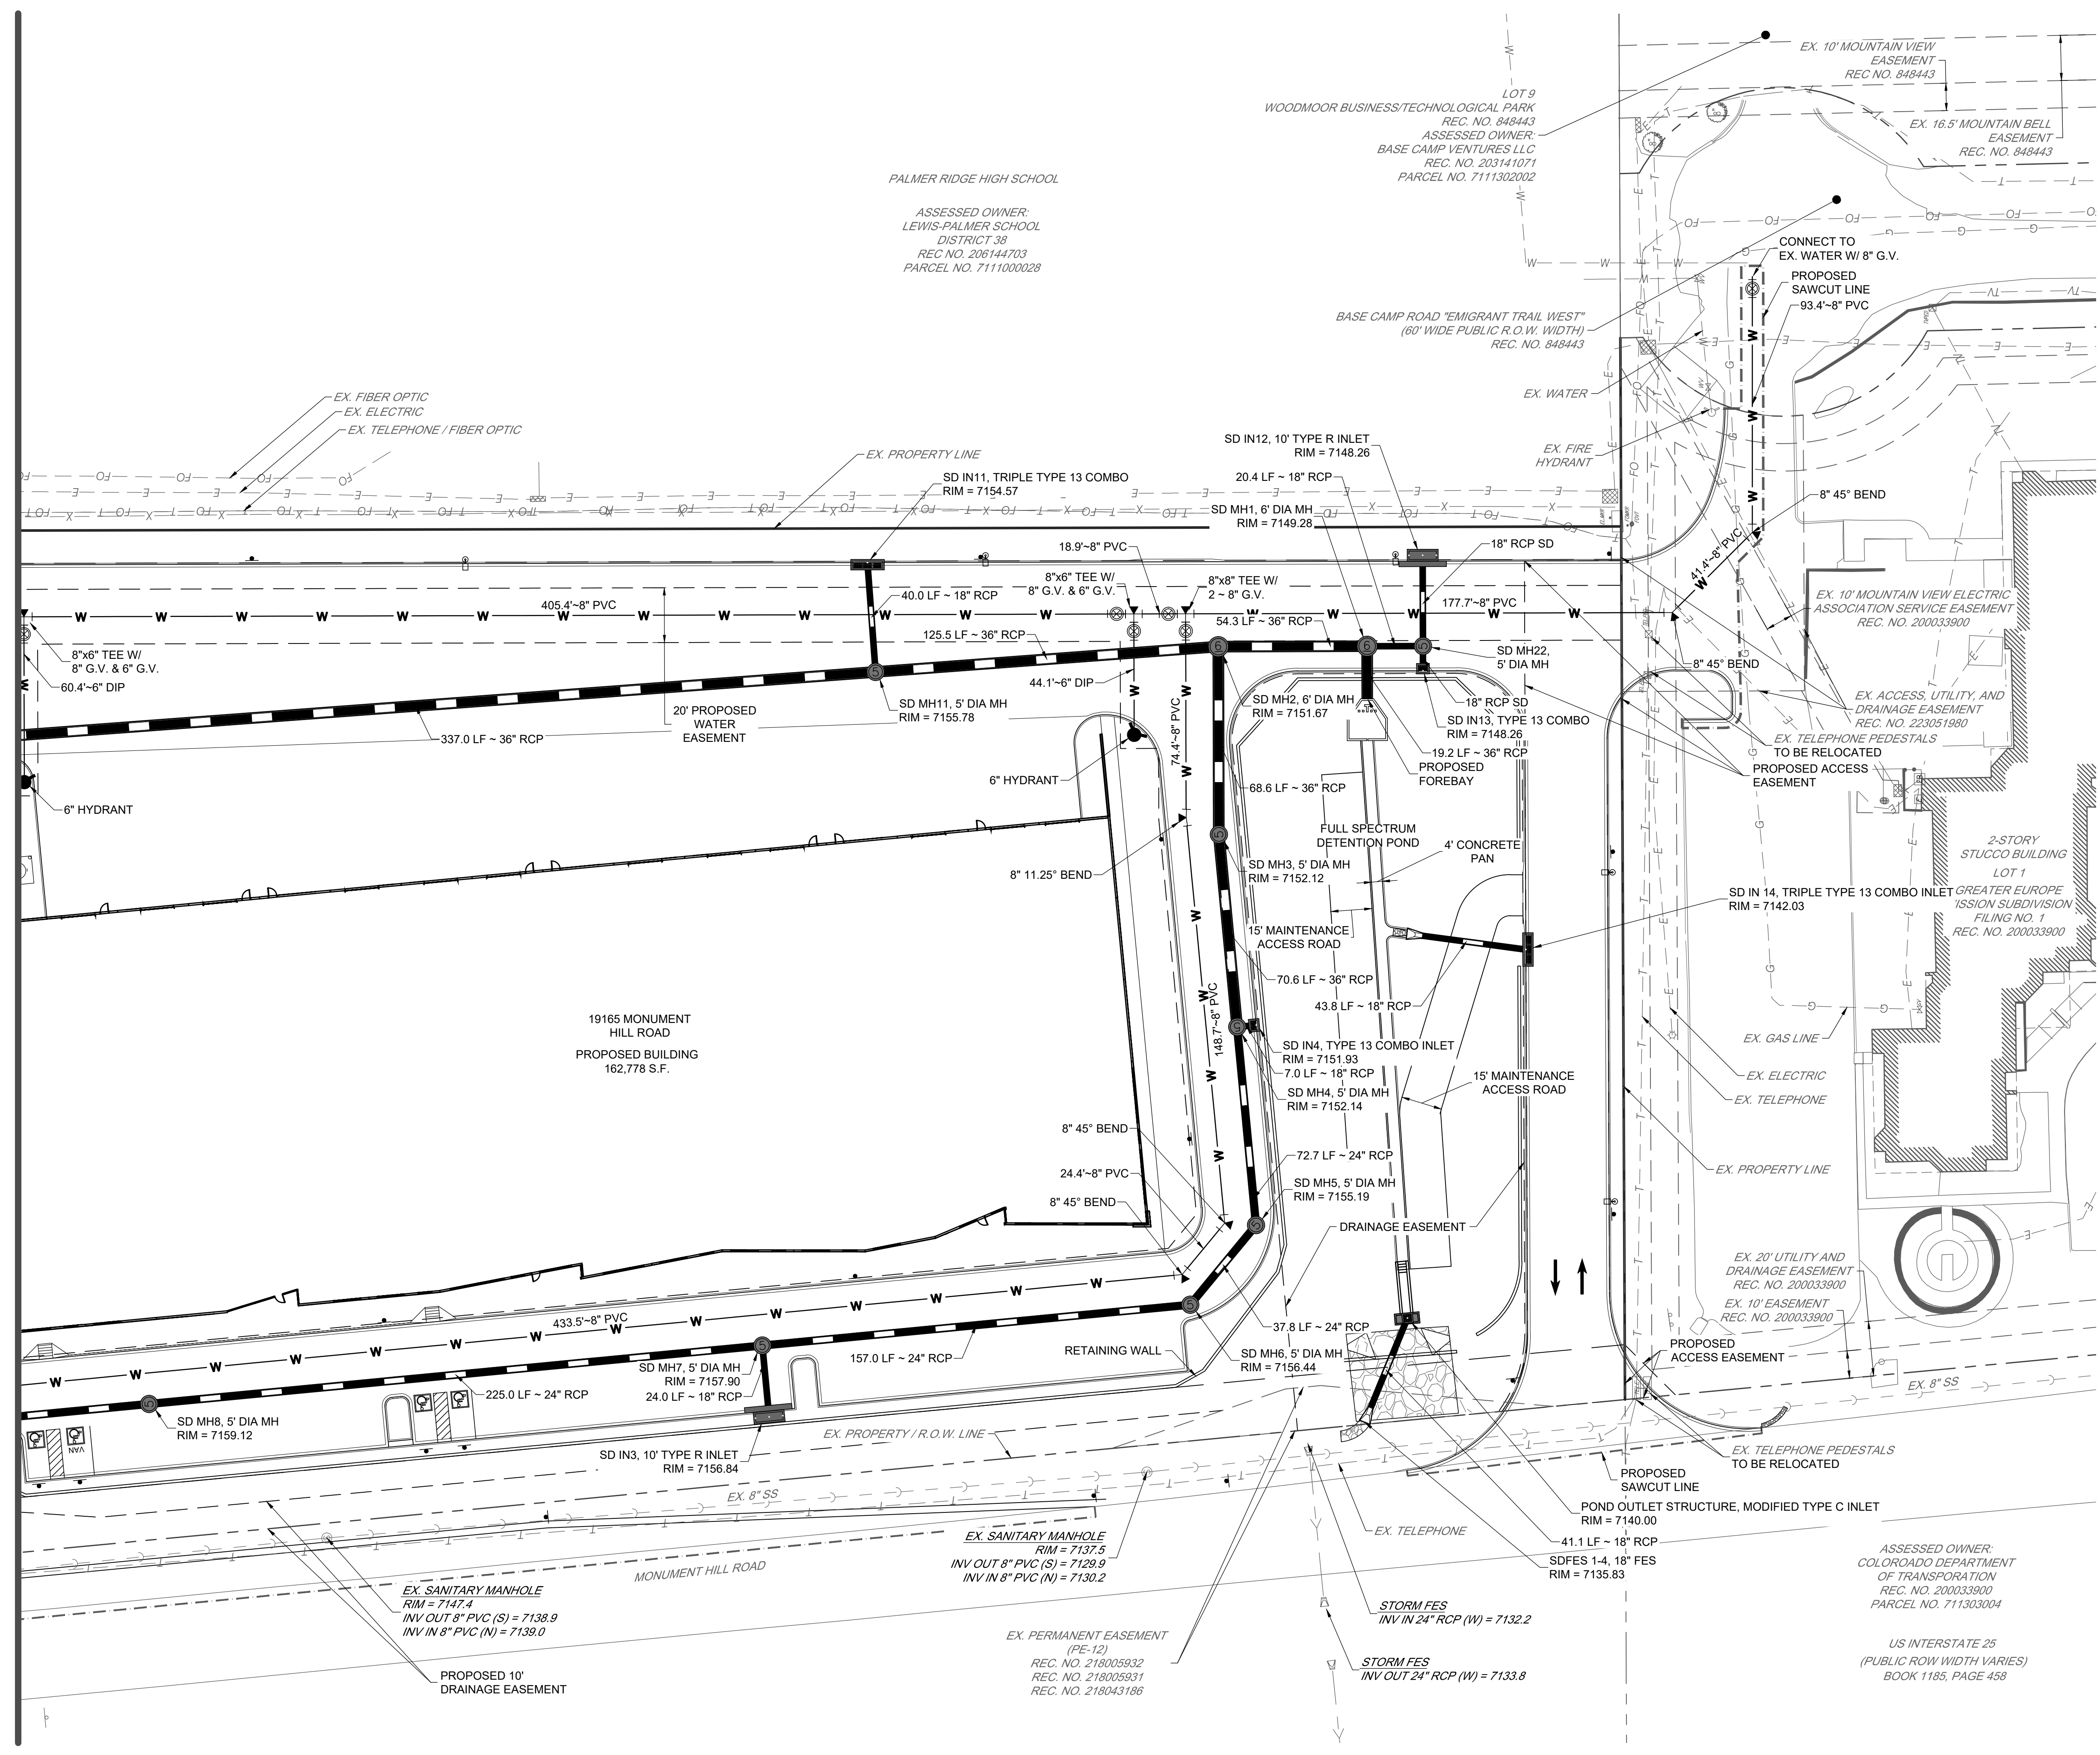 EX. 10' MOUNTAIN VIEW
EASEMENT
REC NO. 848443
EX. 16.5' MOUNTAIN BELL
EASEMENT
REC. NO. 848443
LOT 9
WOODMOOR BUSINESS/TECHNOLOGICAL PARK
REC. NO. 848443
ASSESSED OWNER:
BASE CAMP VENTURES LLC
REC. NO. 203141071
PARCEL NO. 7111302002
PALMER RIDGE HIGH SCHOOL
ASSESSED OWNER:
LEWIS-PALMER SCHOOL
DISTRICT 38
REC NO. 206144703
PARCEL NO. 7111000028
CONNECT TO
EX. WATER W/ 8" G.V.
PROPOSED
SAWCUT LINE
93.4'~8" PVC
BASE CAMP ROAD "EMIGRANT TRAIL WEST"
(60' WIDE PUBLIC R.O.W. WIDTH)
REC. NO. 848443
EX. WATER
EX. FIRE
HYDRANT
EX. FIBER OPTIC
EX. ELECTRIC
EX. TELEPHONE / FIBER OPTIC
EX. PROPERTY LINE
SD IN11, TRIPLE TYPE 13 COMBO
RIM = 7154.57
SD IN12, 10' TYPE R INLET
RIM = 7148.26
20.4 LF ~ 18" RCP
SD MH1, 6' DIA MH
RIM = 7149.28
18" RCP SD
8" 45° BEND
41.4'~8" PVC
18.9'~8" PVC
8"x6" TEE W/
8" G.V. & 6" G.V.
8"x8" TEE W/
2 ~ 8" G.V.
405.4'~8" PVC
40.0 LF ~ 18" RCP
125.5 LF ~ 36" RCP
54.3 LF ~ 36" RCP
177.7'~8" PVC
EX. 10' MOUNTAIN VIEW ELECTRIC
ASSOCIATION SERVICE EASEMENT
REC. NO. 200033900
8"x6" TEE W/
8" G.V. & 6" G.V.
60.4'~6" DIP
44.1'~6" DIP
SD MH22,
5' DIA MH
8" 45° BEND
SD MH11, 5' DIA MH
RIM = 7155.78
20' PROPOSED
WATER
EASEMENT
337.0 LF ~ 36" RCP
74.4'~8" PVC
SD MH2, 6' DIA MH
RIM = 7151.67
18" RCP SD
SD IN13, TYPE 13 COMBO
RIM = 7148.26
19.2 LF ~ 36" RCP
PROPOSED
FOREBAY
EX. ACCESS, UTILITY, AND
DRAINAGE EASEMENT
REC. NO. 223051980
EX. TELEPHONE PEDESTALS
TO BE RELOCATED
PROPOSED ACCESS
EASEMENT
6" HYDRANT
6" HYDRANT
68.6 LF ~ 36" RCP
FULL SPECTRUM
DETENTION POND
4' CONCRETE
PAN
SD MH3, 5' DIA MH
RIM = 7152.12
8" 11.25° BEND
15' MAINTENANCE
ACCESS ROAD
SD IN 14, TRIPLE TYPE 13 COMBO INLET
RIM = 7142.03
2-STORY
STUCCO BUILDING
LOT 1
GREATER EUROPE
ISSION SUBDIVISION
FILING NO. 1
REC. NO. 200033900
70.6 LF ~ 36" RCP
43.8 LF ~ 18" RCP
148.7'~8" PVC
19165 MONUMENT
HILL ROAD
PROPOSED BUILDING
162,778 S.F.
SD IN4, TYPE 13 COMBO INLET
RIM = 7151.93
7.0 LF ~ 18" RCP
SD MH4, 5' DIA MH
RIM = 7152.14
15' MAINTENANCE
ACCESS ROAD
EX. GAS LINE
EX. ELECTRIC
EX. TELEPHONE
8" 45° BEND
24.4'~8" PVC
8" 45° BEND
72.7 LF ~ 24" RCP
SD MH5, 5' DIA MH
RIM = 7155.19
EX. PROPERTY LINE
DRAINAGE EASEMENT
EX. 20' UTILITY AND
DRAINAGE EASEMENT
REC. NO. 200033900
EX. 10' EASEMENT
REC. NO. 200033900
433.5'~8" PVC
37.8 LF ~ 24" RCP
157.0 LF ~ 24" RCP
RETAINING WALL
SD MH6, 5' DIA MH
RIM = 7156.44
PROPOSED
ACCESS EASEMENT
SD MH7, 5' DIA MH
RIM = 7157.90
24.0 LF ~ 18" RCP
225.0 LF ~ 24" RCP
SD MH8, 5' DIA MH
RIM = 7159.12
VAN
EX. 8" SS
EX. PROPERTY / R.O.W. LINE
SD IN3, 10' TYPE R INLET
RIM = 7156.84
EX. TELEPHONE PEDESTALS
TO BE RELOCATED
PROPOSED
SAWCUT LINE
EX. 8" SS
POND OUTLET STRUCTURE, MODIFIED TYPE C INLET
RIM = 7140.00
EX. TELEPHONE
41.1 LF ~ 18" RCP
SDFES 1-4, 18" FES
RIM = 7135.83
MONUMENT HILL ROAD
EX. SANITARY MANHOLE
RIM = 7137.5
INV OUT 8" PVC (S) = 7129.9
INV IN 8" PVC (N) = 7130.2
EX. SANITARY MANHOLE
RIM = 7147.4
INV OUT 8" PVC (S) = 7138.9
INV IN 8" PVC (N) = 7139.0
ASSESSED OWNER:
COLOROADO DEPARTMENT
OF TRANSPORATION
REC. NO. 200033900
PARCEL NO. 711303004
STORM FES
INV IN 24" RCP (W) = 7132.2
EX. PERMANENT EASEMENT
(PE-12)
REC. NO. 218005932
REC. NO. 218005931
REC. NO. 218043186
STORM FES
INV OUT 24" RCP (W) = 7133.8
US INTERSTATE 25
(PUBLIC ROW WIDTH VARIES)
BOOK 1185, PAGE 458
PROPOSED 10'
DRAINAGE EASEMENT